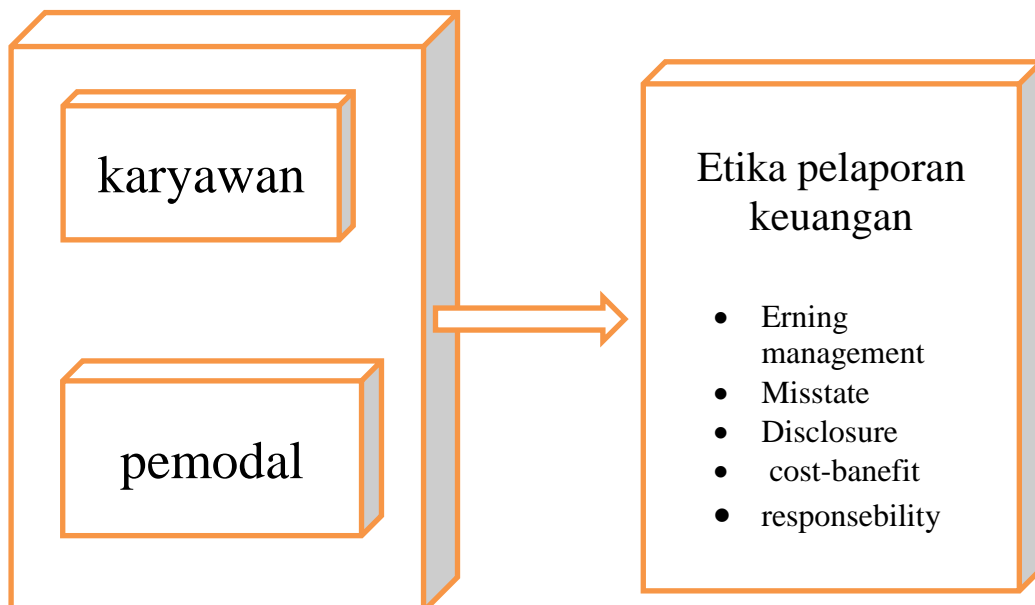 karyawan
pemodal
Etika pelaporan
keuangan
• Erning
management
• Misstate
• Disclosure
• cost-banefit
• responsebility